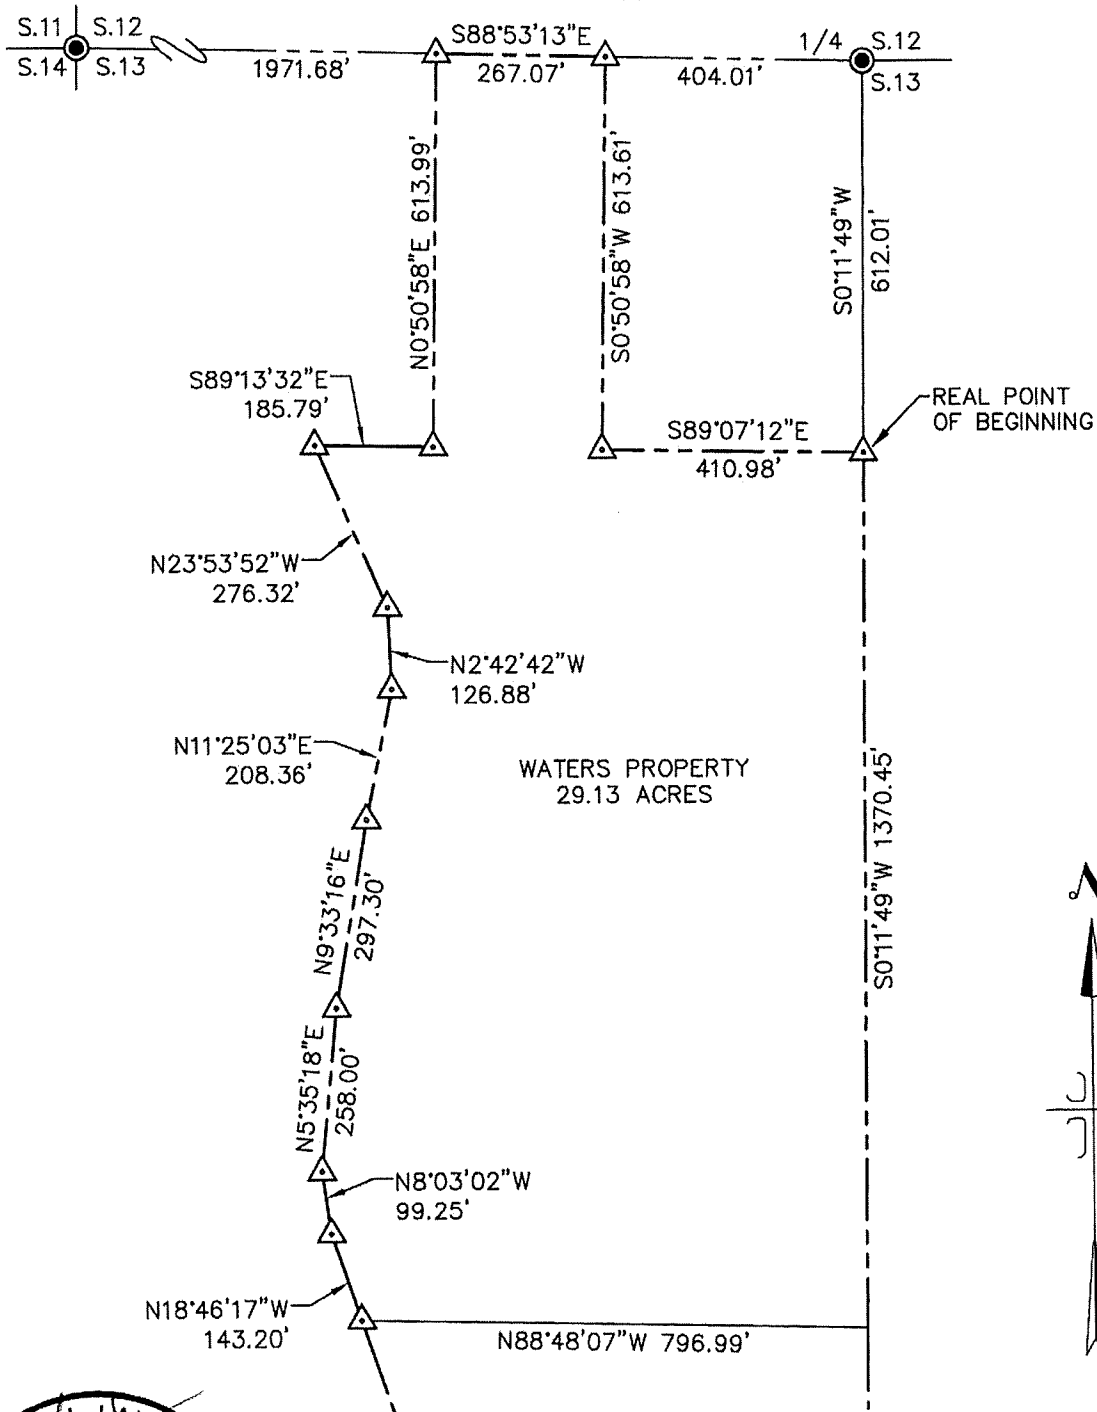 S.11 S.12
S.14 S.13
1971.68'
S88°53'13"E
267.07'
404.01'
1/4 S.12
S.13
N0°50'58"E 613.99'
S0°50'58"W 613.61'
S0°11'49"W
612.01'
S89°13'32"E
185.79'
S89°07'12"E
410.98'
REAL POINT
OF BEGINNING
N23°53'52"W
276.32'
N2°42'42"W
126.88'
N11°25'03"E
208.36'
WATERS PROPERTY
29.13 ACRES
S0°11'49"W 1370.45'
N9°33'16"E
297.30'
N5°35'18"E
258.00'
N8°03'02"W
99.25'
N18°46'17"W
143.20'
N88°48'07"W 796.99'